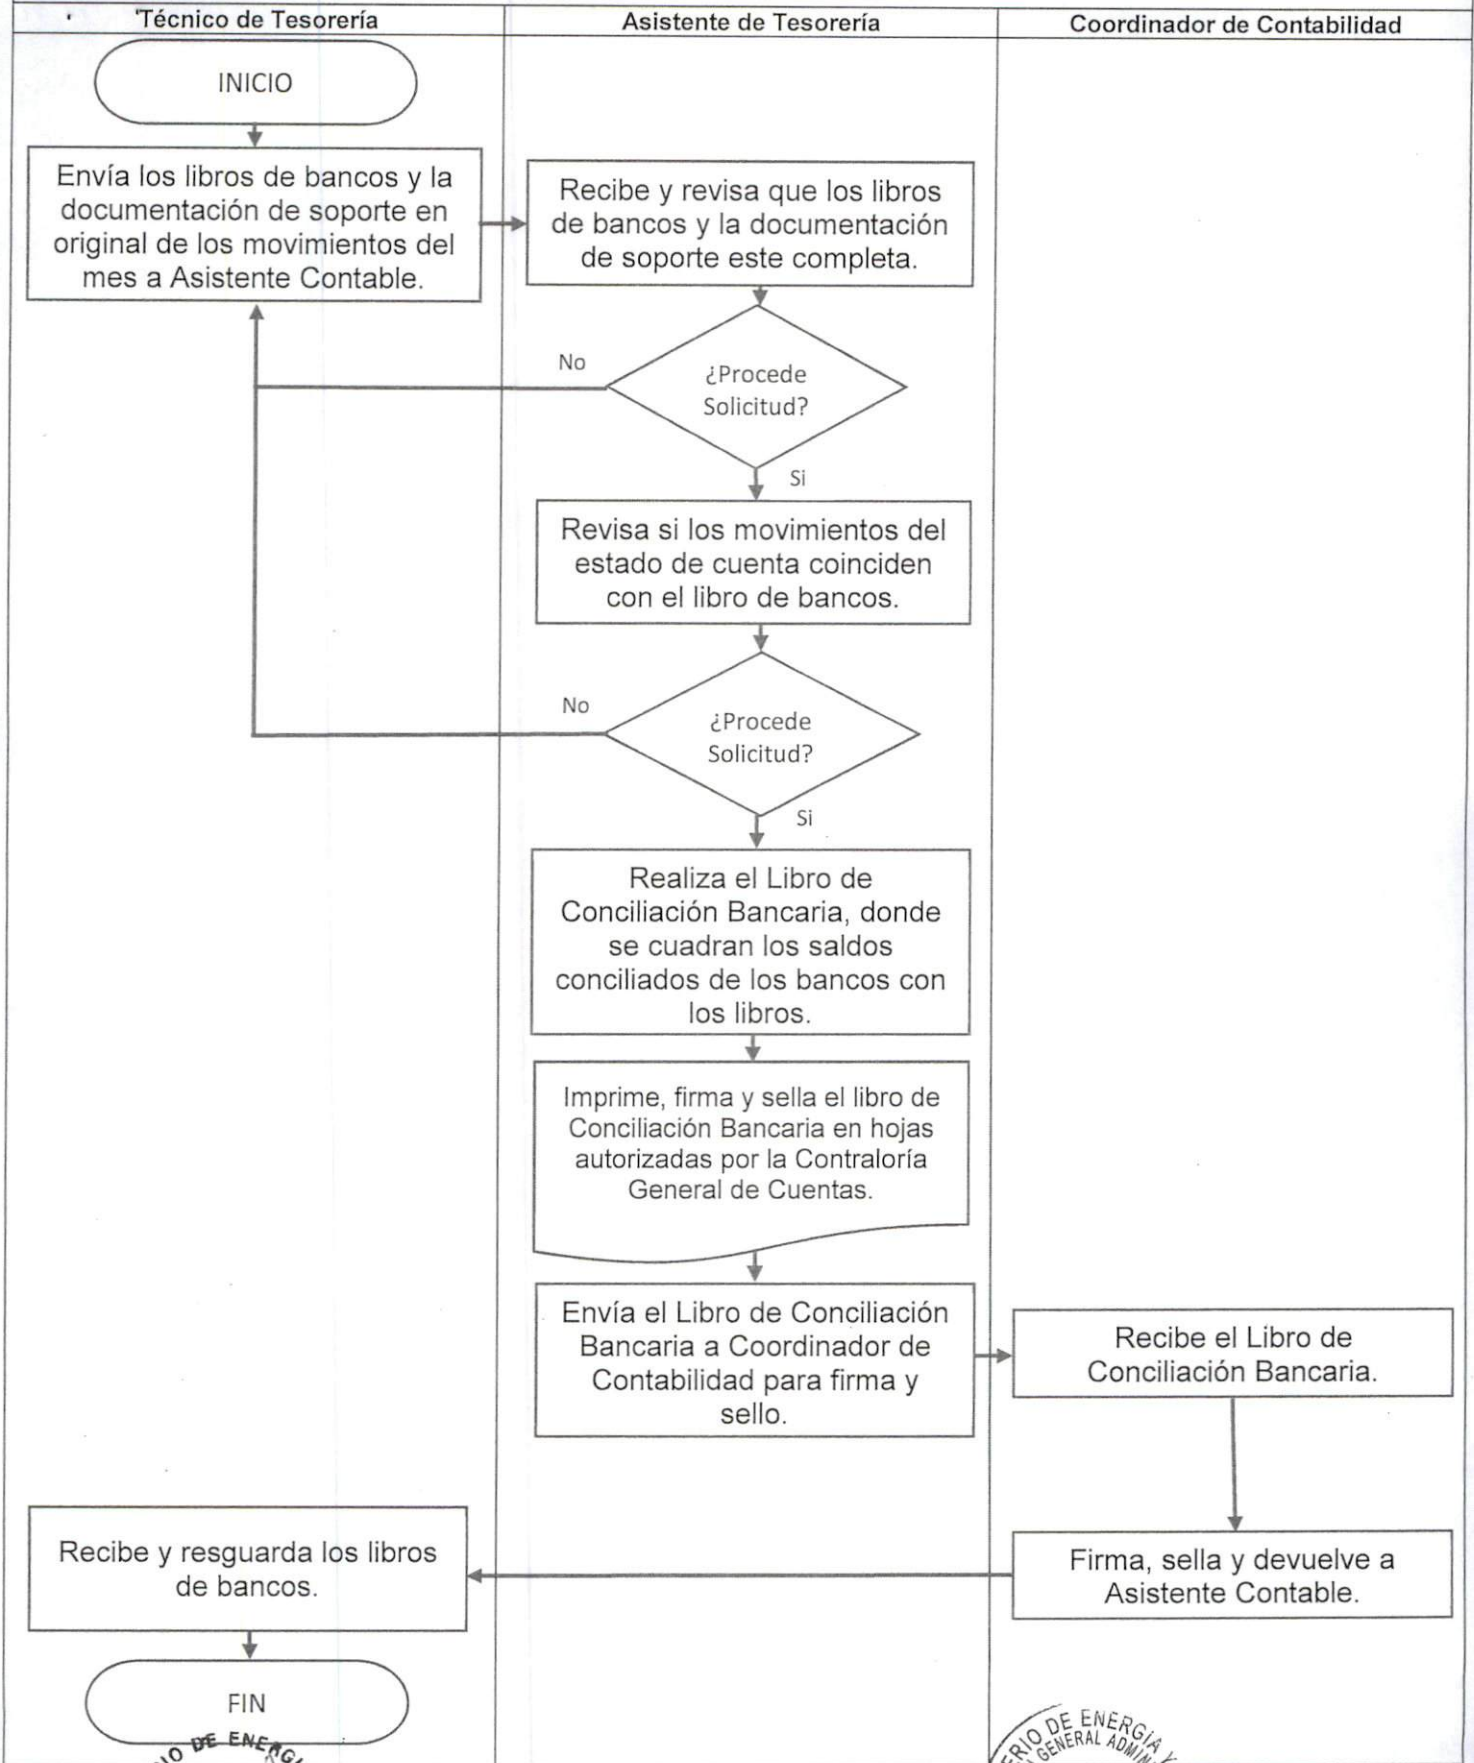 Técnico de Tesorería
Asistente de Tesorería
Coordinador de Contabilidad
INICIO
Envía los libros de bancos y la
documentación de soporte en
original de los movimientos del
mes a Asistente Contable.
Recibe y revisa que los libros
de bancos y la documentación
de soporte este completa.
¿Procede
Solicitud?
No
Si
Revisa si los movimientos del
estado de cuenta coinciden
con el libro de bancos.
¿Procede
Solicitud?
No
Si
Realiza el Libro de
Conciliación Bancaria, donde
se cuadran los saldos
conciliados de los bancos con
los libros.
Imprime, firma y sella el libro de
Conciliación Bancaria en hojas
autorizadas por la Contraloría
General de Cuentas.
Envía el Libro de Conciliación
Bancaria a Coordinador de
Contabilidad para firma y
sello.
Recibe el Libro de
Conciliación Bancaria.
Firma, sella y devuelve a
Asistente Contable.
Recibe y resguarda los libros
de bancos.
FIN
DE ENERGÍA
DE ENERGÍA Y
GENERAL